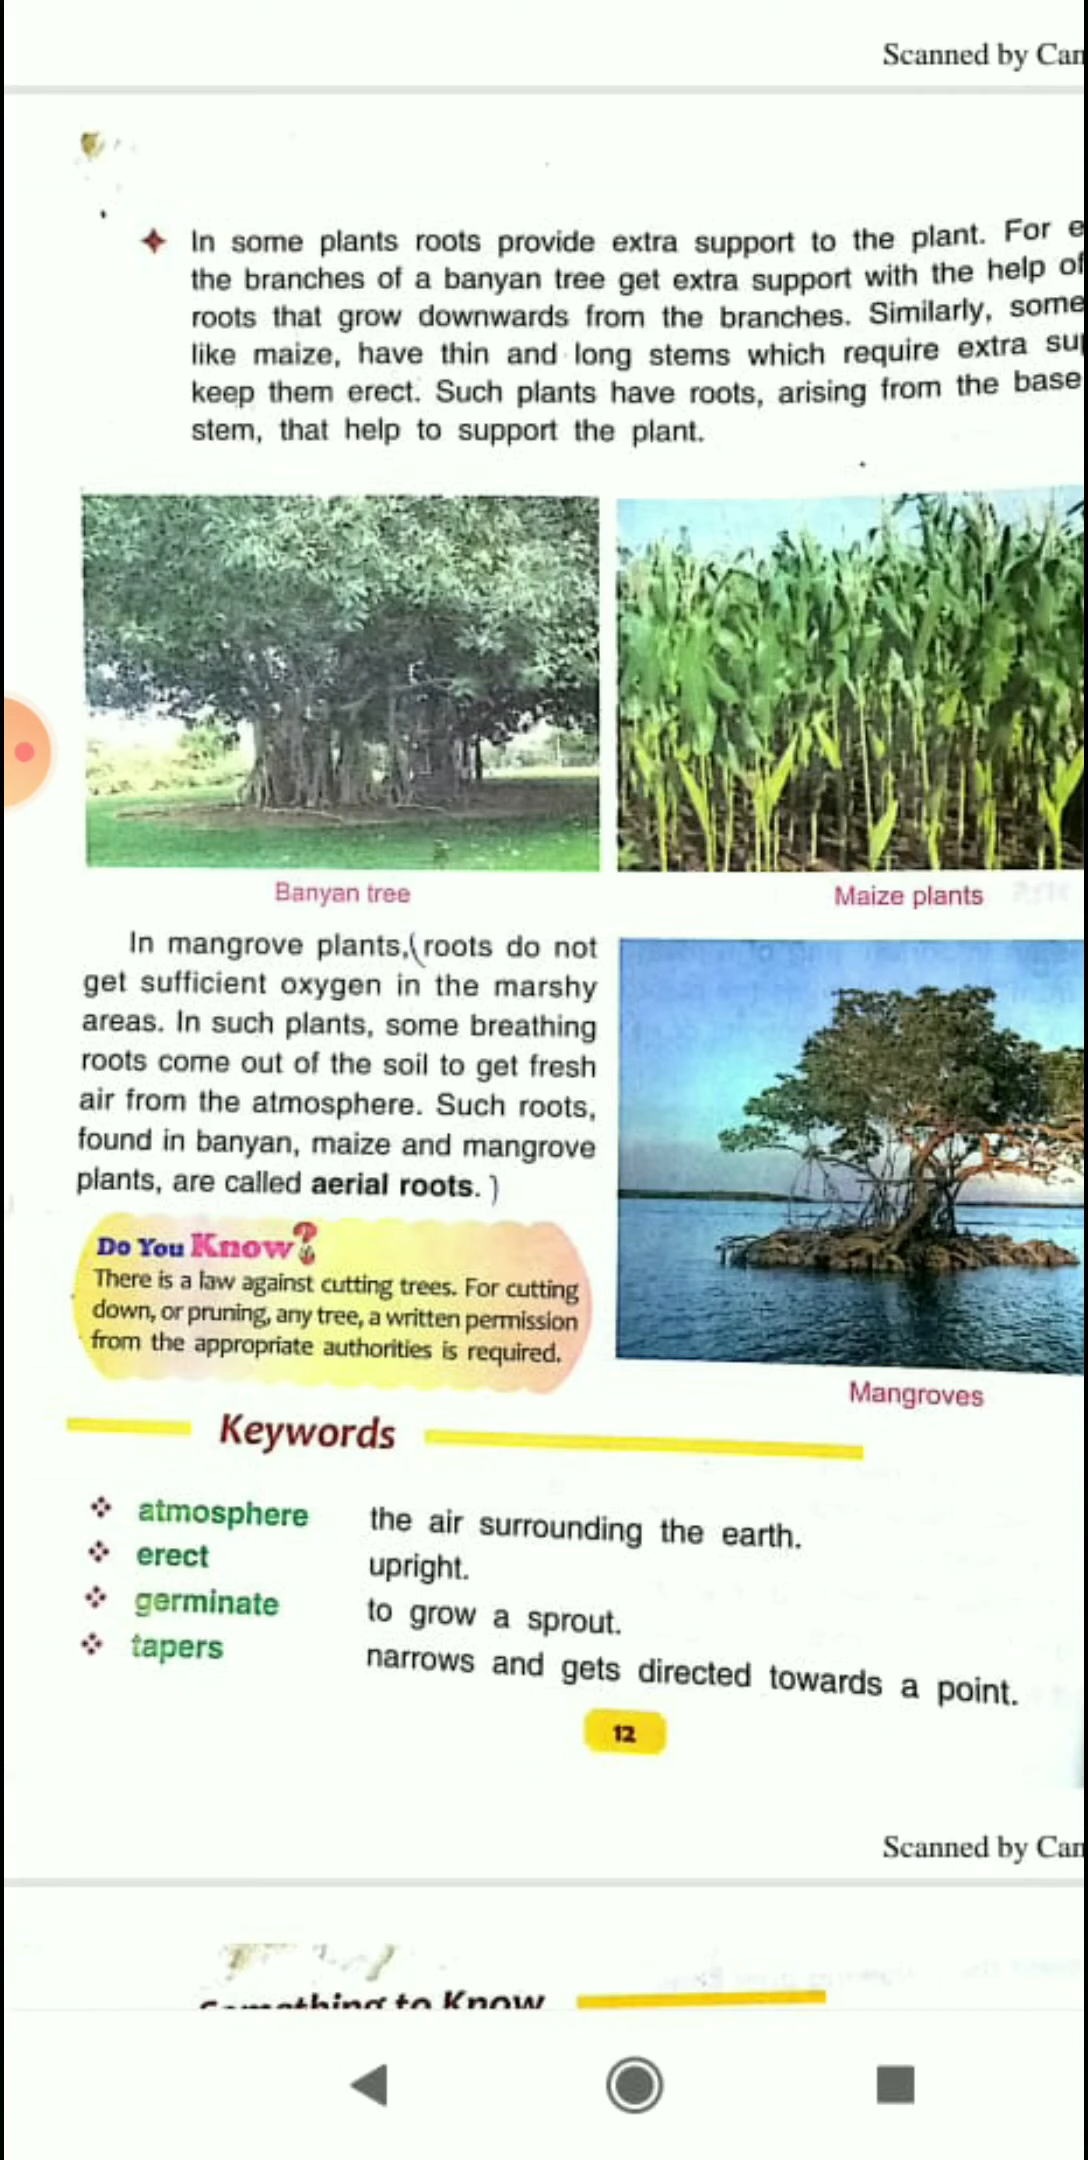 Scanned by
In some plants roots provide extra support to the plant. For
the branches of a banyan tree get extra support with the help of
roots that grow downwards from the branches. Similarly, some
like maize, have thin and long stems which require extra
keep them erect. Such plants have roots, arising from the base
stem, that help to support the plant.
Banyan tree
Maize plants
In mangrove plants, (roots do not
get sufficient oxygen in the marshy
areas. In such plants, some breathing
roots come out of the soil to get fresh
air from the atmosphere. Such roots,
found in banyan, maize and mangrove
plants, are called aerial roots. )
Do You Know?
There is a law against cutting trees. For cutting
down, or pruning, any tree, a written permission
from the appropriate authorities is required.
Mangroves
Keywords
atmosphere the air surrounding the earth.
erect upright.
germinate to grow a sprout.
tapers narrows and gets directed towards a point.
12
Scanned by
Something to Know